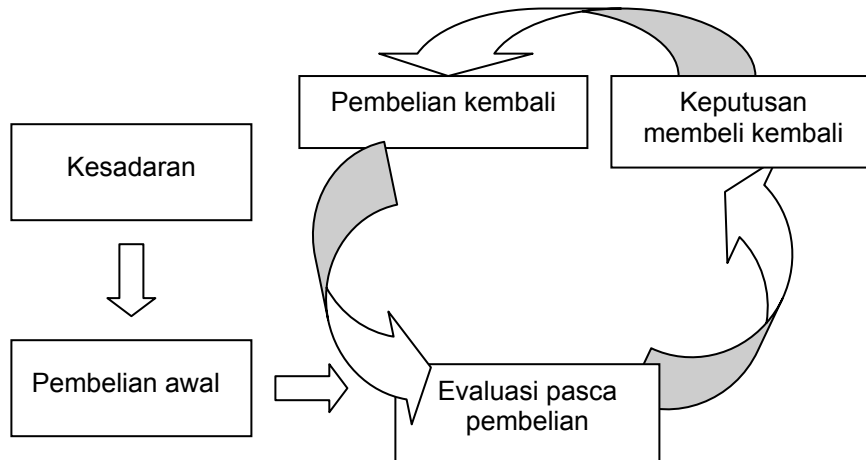 Pembelian kembali
Keputusan
membeli kembali
Kesadaran
Pembelian awal
Evaluasi pasca
pembelian